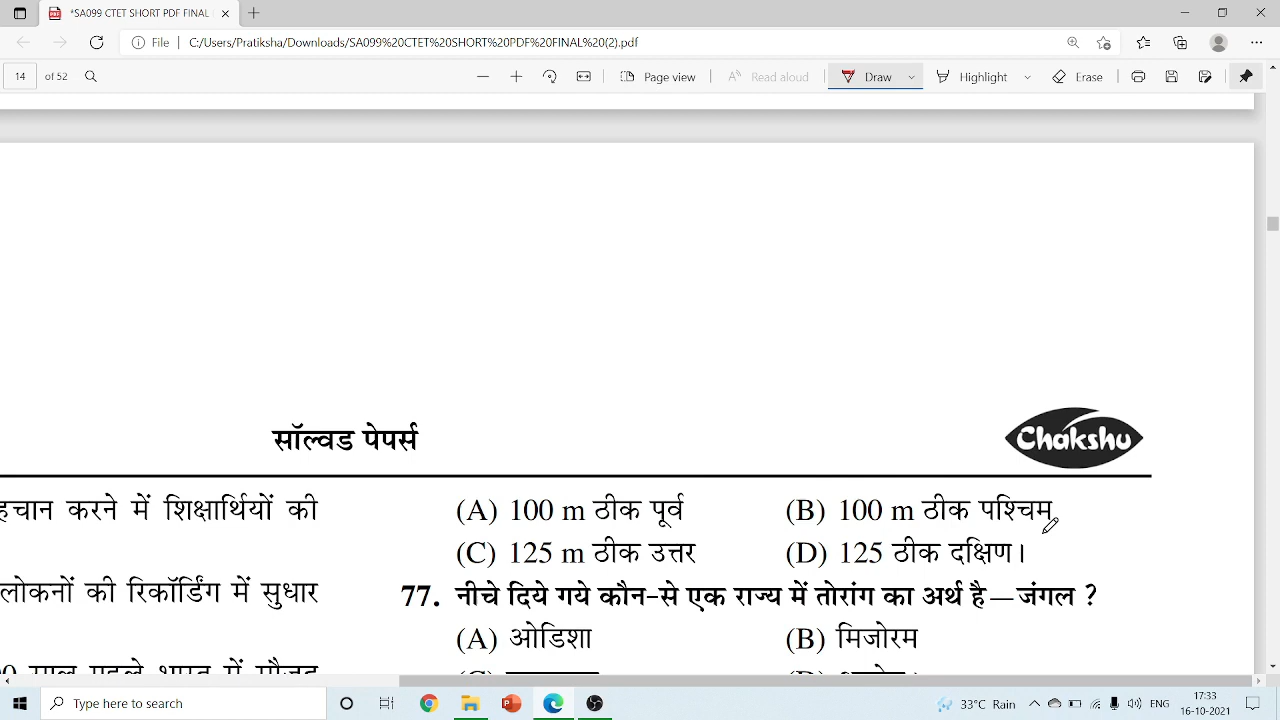 *SA099 CTET SHORT PDF FINAL
File | C:/Users/Pratiksha/Downloads/SA099%20CTET%20SHORT%20PDF%20FINAL%20(2).pdf
14 of 52 Page view Read aloud Draw Highlight Erase
सॉल्वड पेपर्स
Chakshu
हचान करने में शिक्षार्थियों की
लोकनों की रिकॉर्डिंग में सुधार
(A) 100 m ठीक पूर्व (B) 100 m ठीक पश्चिम
(C) 125 m ठीक उत्तर (D) 125 ठीक दक्षिण।
77. नीचे दिये गये कौन-से एक राज्य में तोरांग का अर्थ है—जंगल ?
(A) ओडिशा (B) मिजोरम
Type here to search
33°C Rain ENG 17:33
16-10-2021